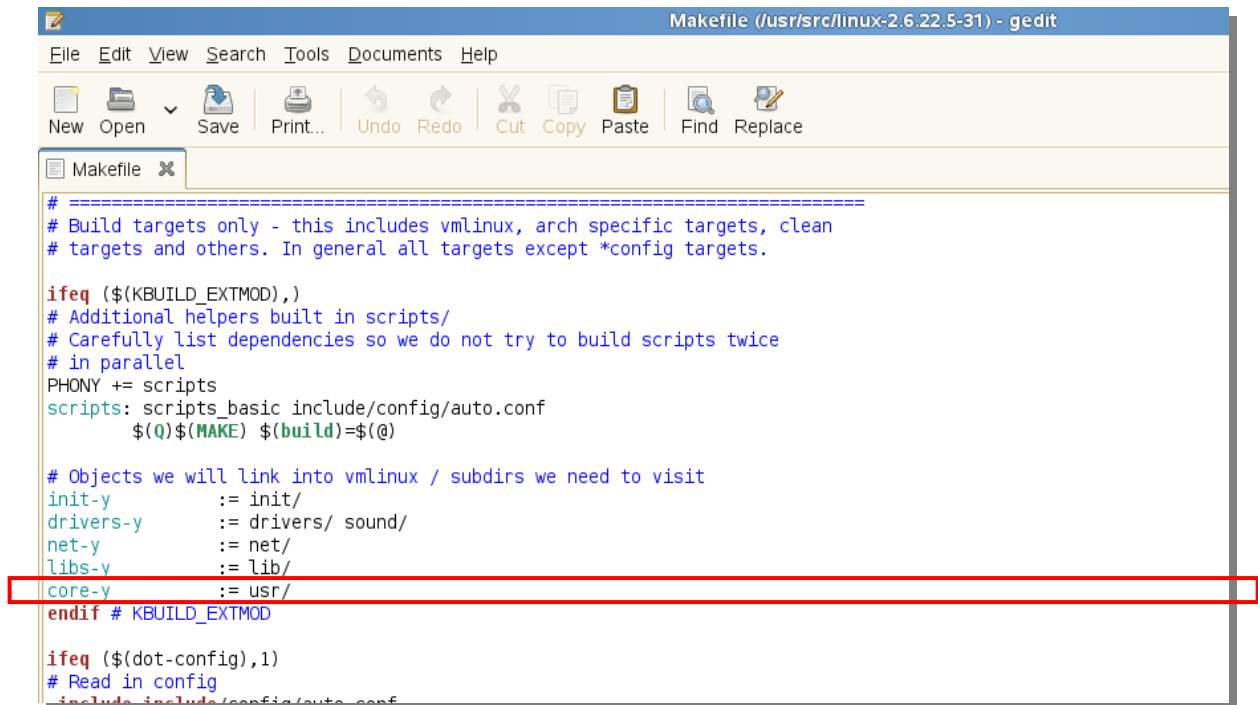 Makefile (/usr/src/linux-2.6.22.5-31) - gedit
File Edit View Search Tools Documents Help
New Open Save Print... Undo Redo Cut Copy Paste Find Replace
Makefile
# ===========================================================================
# Build targets only - this includes vmlinux, arch specific targets, clean
# targets and others. In general all targets except *config targets.
ifeq ($(KBUILD_EXTMOD),)
# Additional helpers built in scripts/
# Carefully list dependencies so we do not try to build scripts twice
# in parallel
PHONY += scripts
scripts: scripts_basic include/config/auto.conf
$(Q)$(MAKE) $(build)=$(@)
# Objects we will link into vmlinux / subdirs we need to visit
init-y := init/
drivers-y := drivers/ sound/
net-y := net/
libs-y := lib/
core-y := usr/
endif # KBUILD_EXTMOD
ifeq ($(dot-config),1)
# Read in config
-include include/config/auto.conf